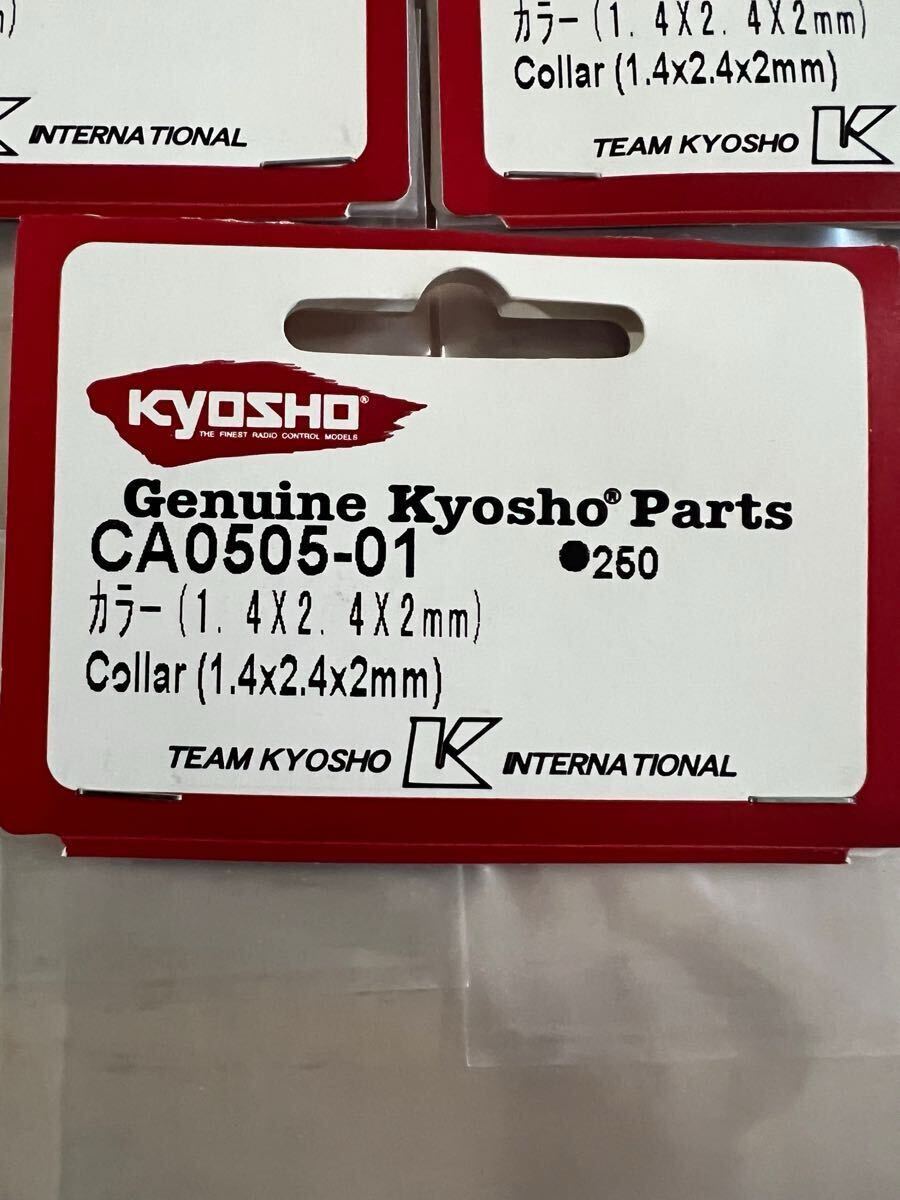 )
INTERNATIONAL
カラー(1. 4X2. 4X2mm)
Collar (1.4x2.4x2mm)
TEAM KYOSHO K
KYOSHO®
THE FINEST RADIO CONTROL MODELS
Genuine Kyosho® Parts
CA0505-01 ●250
カラー(1. 4X2. 4X2mm)
Collar (1.4x2.4x2mm)
TEAM KYOSHO K INTERNATIONAL